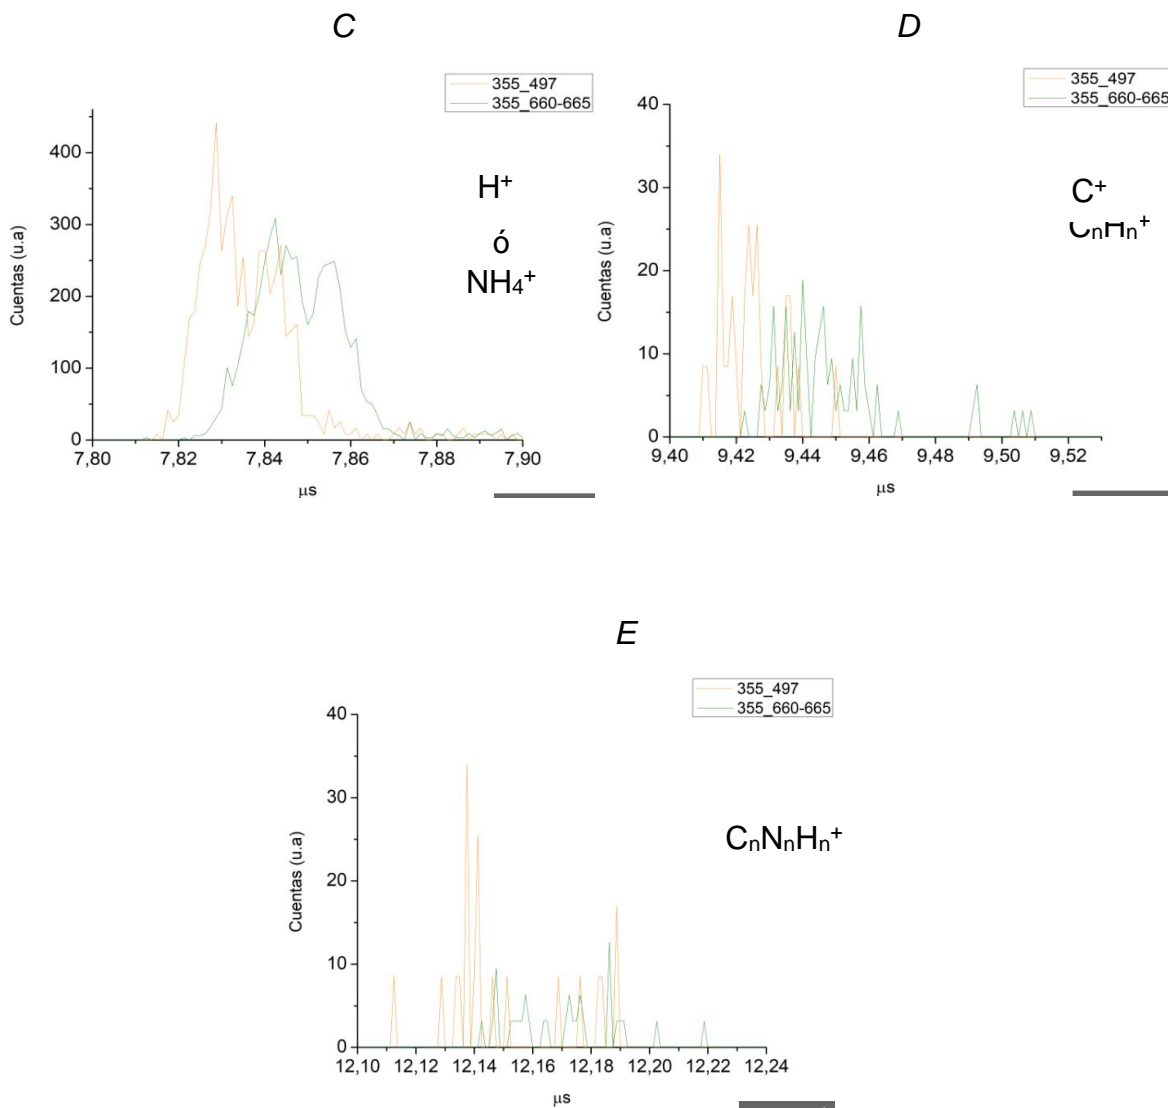 C
355_497
355_660-665
400
300
200
100
0
Cuentas (u.a)
H⁺
ó
NH₄⁺
7,80 7,82 7,84 7,86 7,88 7,90
µs
D
355_497
355_660-665
40
30
20
10
0
Cuentas (u.a)
C⁺
CₙHₙ⁺
9,40 9,42 9,44 9,46 9,48 9,50 9,52
µs
E
355_497
355_660-665
40
30
20
10
0
Cuentas (u.a)
CₙNₙHₙ⁺
12,10 12,12 12,14 12,16 12,18 12,20 12,22 12,24
µs